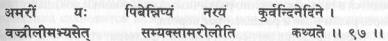 अमरीं यः पिबेन्नित्यं नस्यं कुर्वन्दिनेदिने ।
वज्रोलीमभ्यसेत् सम्यक्सामरोलीति कथ्यते ।। ९७ ।।